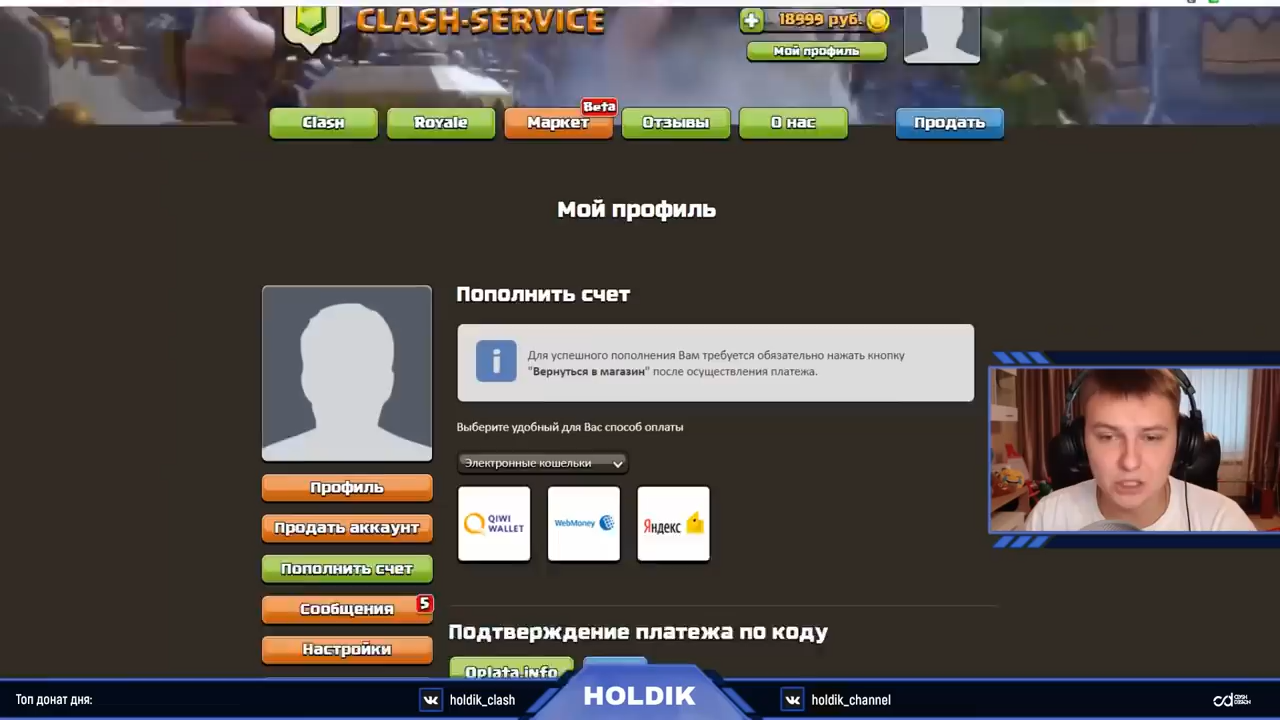 CLASH-SERVICE
18999 руб.
Мой профиль
Clash
Royale
Маркет
Beta
Отзывы
О нас
Продать
Мой профиль
Пополнить счет
Для успешного пополнения Вам требуется обязательно нажать кнопку
"Вернуться в магазин" после осуществления платежа.
Выберите удобный для Вас способ оплаты
Электронные кошельки
QIWI
WALLET
WebMoney
Яндекс
Профиль
Продать аккаунт
Пополнить счет
Сообщения
5
Настройки
Подтверждение платежа по коду
Oplata.info
Топ донат дня:
holdik_clash
HOLDIK
holdik_channel